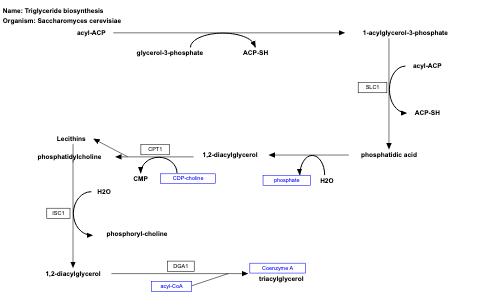 Name: Triglyceride biosynthesis
Organism: Saccharomyces cerevisiae
acyl-ACP
1-acylglycerol-3-phosphate
glycerol-3-phosphate
ACP-SH
acyl-ACP
SLC1
ACP-SH
Lecithins
CPT1
phosphatidylcholine
1,2-diacylglycerol
phosphatidic acid
CMP
CDP-choline
phosphate
H2O
H2O
ISC1
phosphoryl-choline
DGA1
Coenzyme A
1,2-diacylglycerol
triacylglycerol
acyl-CoA